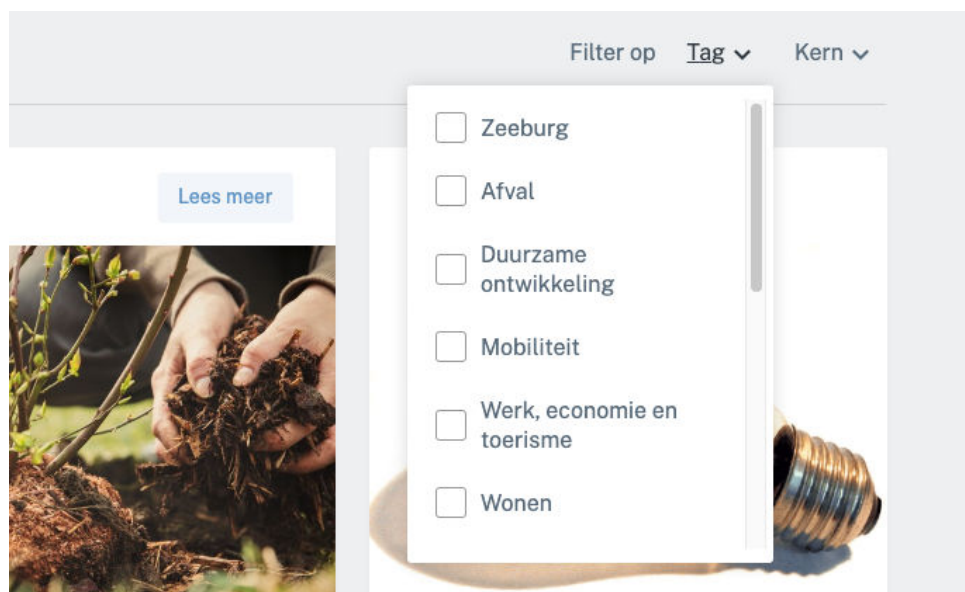 Filter op Tag Kern
Zeeburg
Lees meer
Afval
Duurzame
ontwikkeling
Mobiliteit
Werk, economie en
toerisme
Wonen